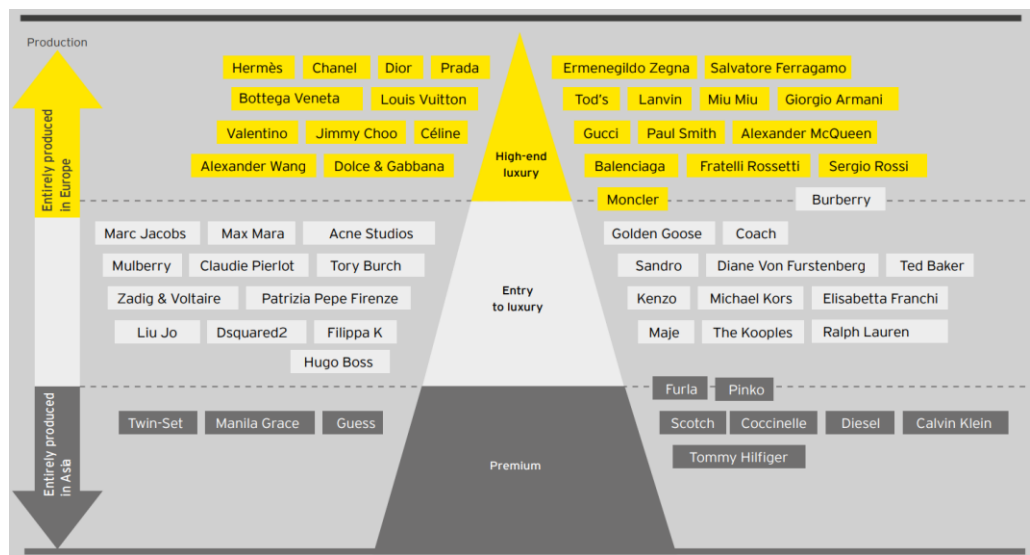 Production
Hermès Chanel Dior Prada
Ermenegildo Zegna Salvatore Ferragamo
Bottega Veneta Louis Vuitton
Tod's Lanvin Miu Miu Giorgio Armani
Valentino Jimmy Choo Céline
Gucci Paul Smith Alexander McQueen
Alexander Wang Dolce & Gabbana
Balenciaga Fratelli Rossetti Sergio Rossi
Moncler Burberry
High-end
luxury
Entirely produced
in Europe
Marc Jacobs Max Mara Acne Studios
Golden Goose Coach
Mulberry Claudie Pierlot Tory Burch
Sandro Diane Von Furstenberg Ted Baker
Zadig & Voltaire Patrizia Pepe Firenze
Kenzo Michael Kors Elisabetta Franchi
Liu Jo Dsquared2 Filippa K
Maje The Kooples Ralph Lauren
Hugo Boss
Entry
to luxury
Furla Pinko
Twin-Set Manila Grace Guess
Scotch Coccinelle Diesel Calvin Klein
Tommy Hilfiger
Premium
Entirely produced
in Asia